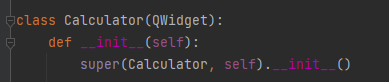 class Calculator(QWidget):
    def __init__(self):
        super(Calculator, self).__init__()